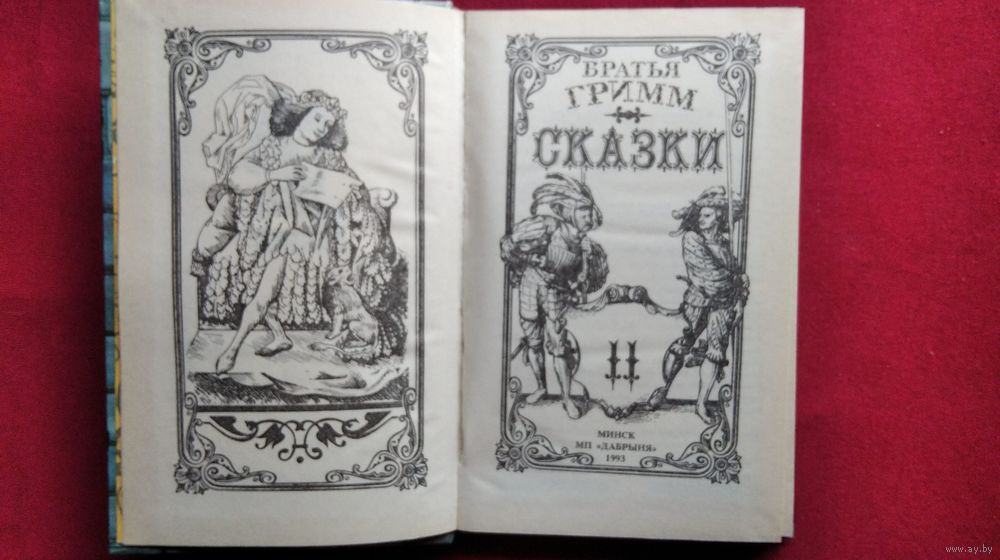 БРАТЬЯ
ГРИММ
СКАЗКИ
II
МИНСК
МП «ДАБРЫНЯ»
1993
www.ay.by